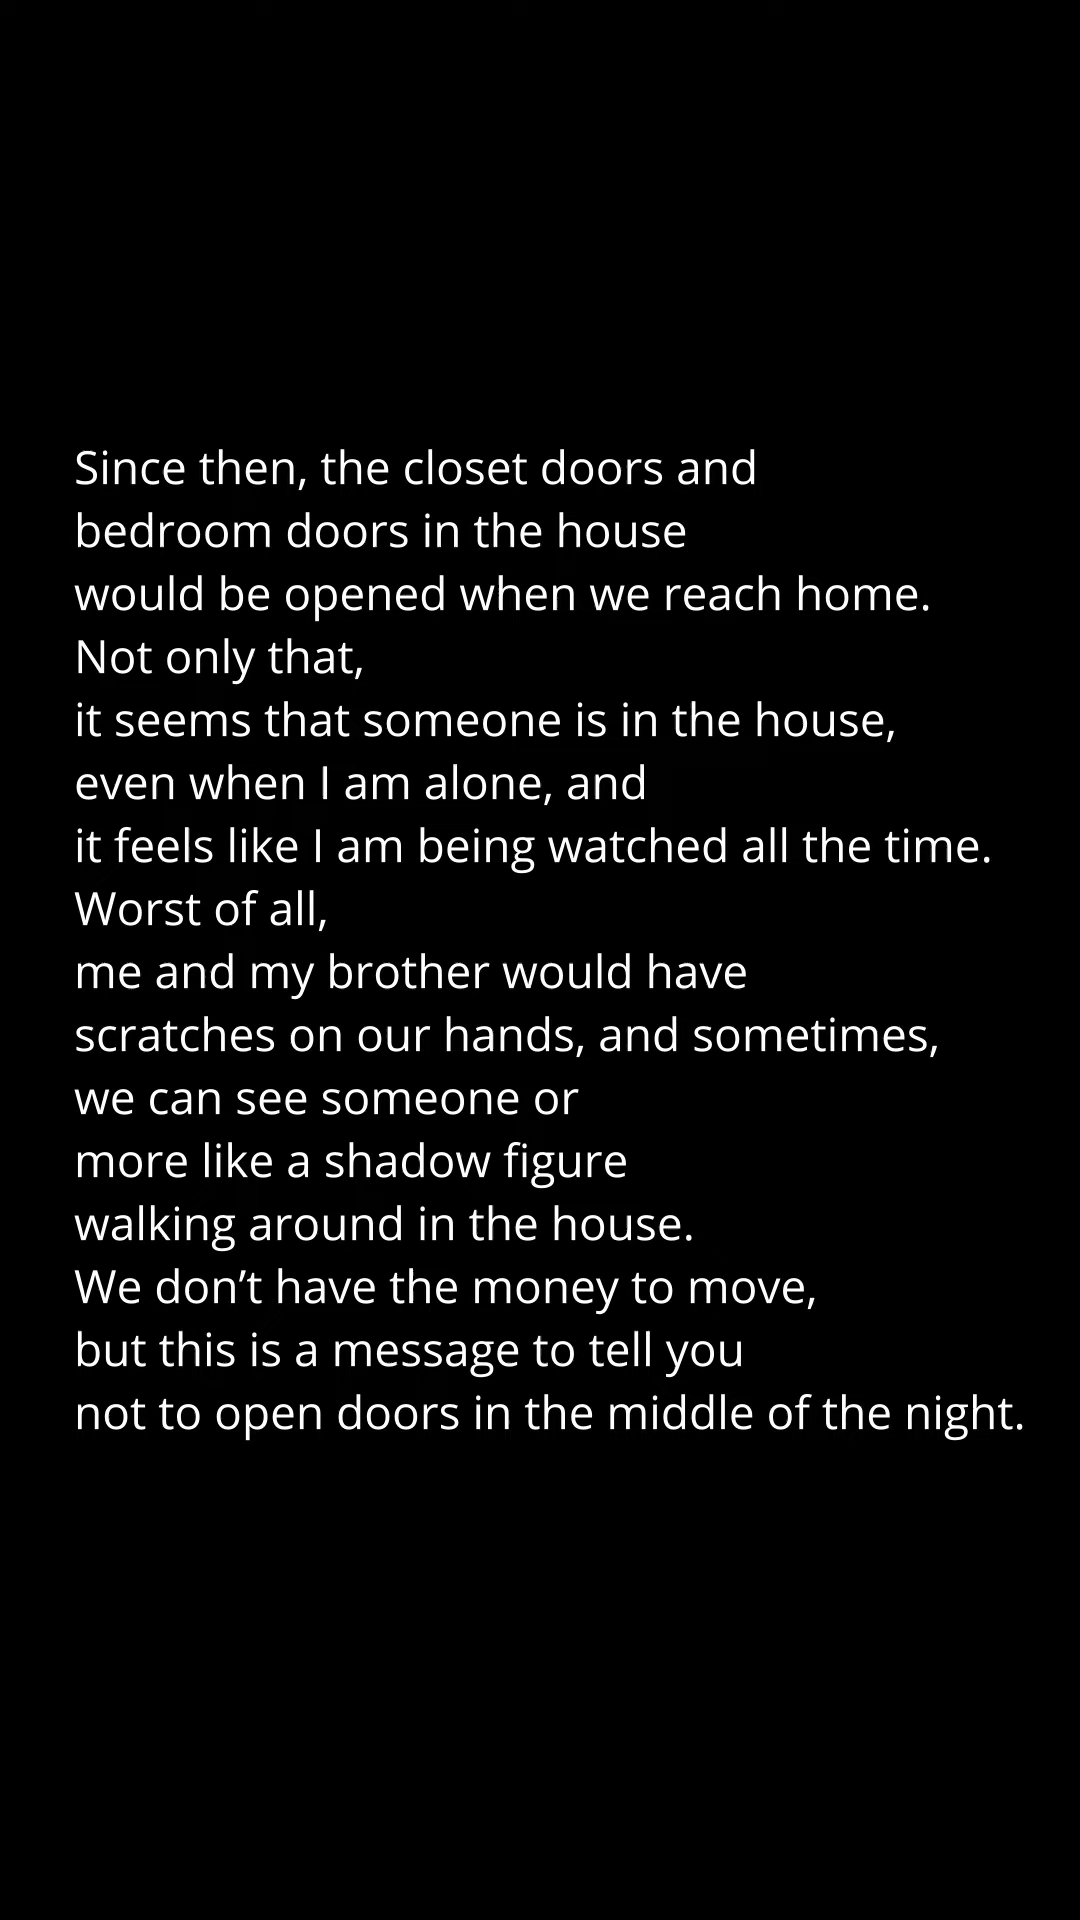 Since then, the closet doors and
bedroom doors in the house
would be opened when we reach home.
Not only that,
it seems that someone is in the house,
even when I am alone, and
it feels like I am being watched all the time.
Worst of all,
me and my brother would have
scratches on our hands, and sometimes,
we can see someone or
more like a shadow figure
walking around in the house.
We don’t have the money to move,
but this is a message to tell you
not to open doors in the middle of the night.